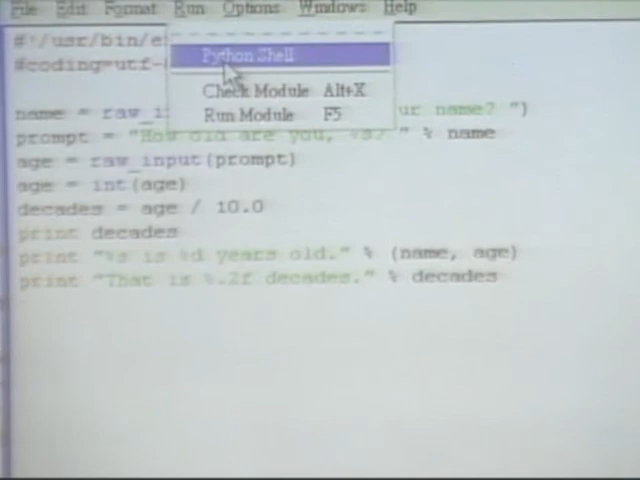 File Edit Format Run Options Windows Help
#!/usr/bin/e
Python Shell
#coding=utf-
Check Module Alt+X
name = raw_i ur name? ")
Run Module F5
prompt = "How old are you, %s? " % name
age = raw_input(prompt)
age = int(age)
decades = age / 10.0
print decades
print "%s is %d years old." % (name, age)
print "That is %.2f decades." % decades